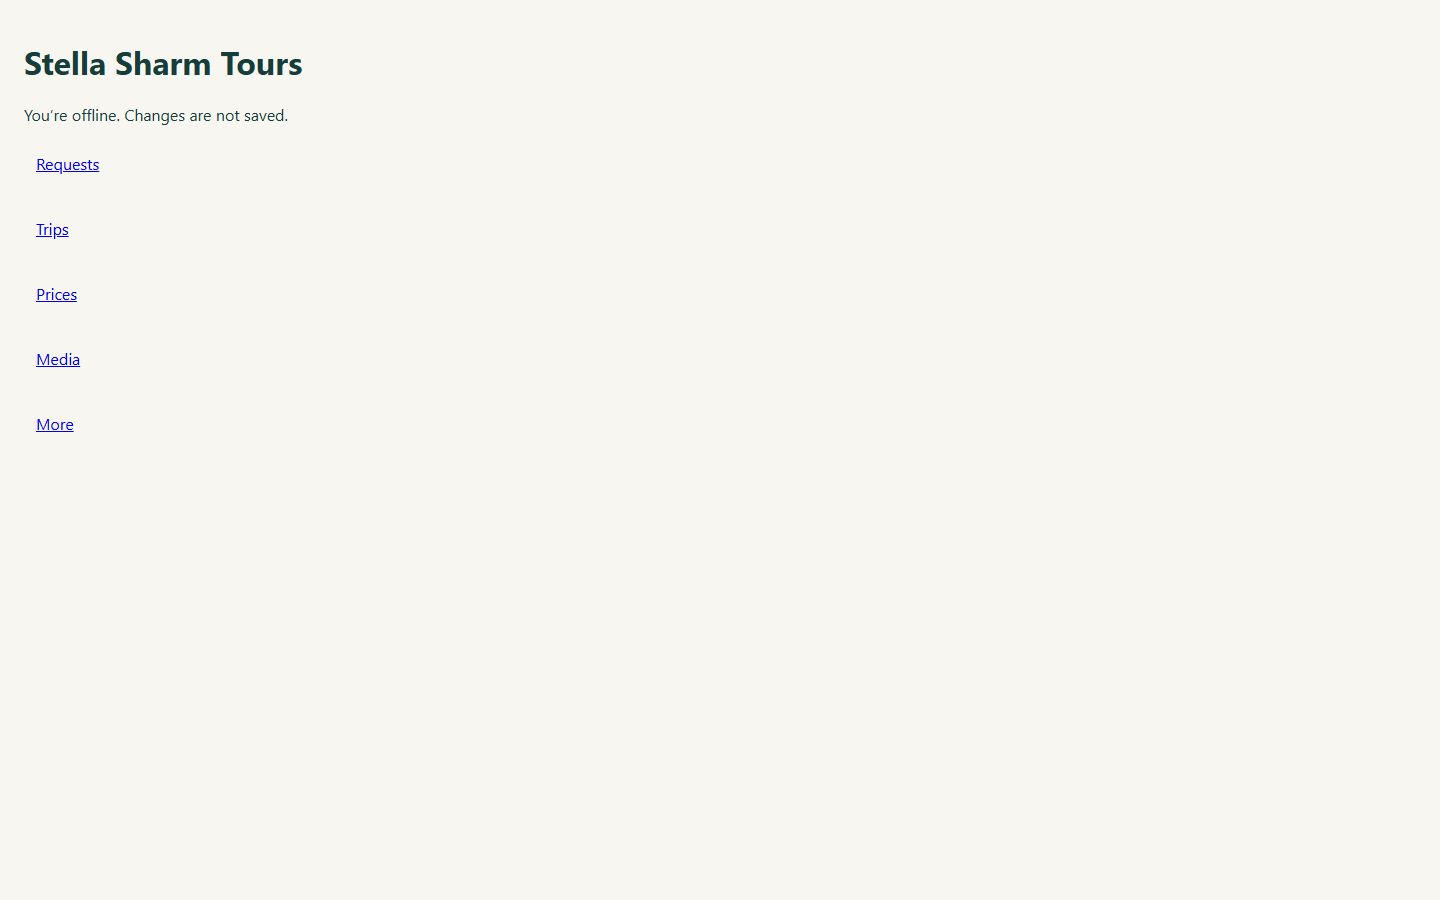 Stella Sharm Tours
You’re offline. Changes are not saved.
Requests
Trips
Prices
Media
More